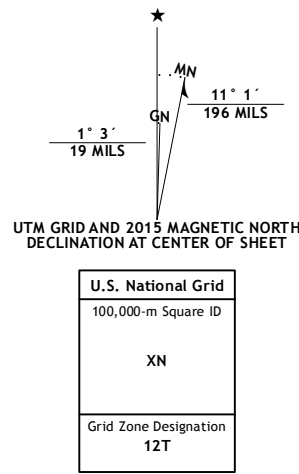 ★
MN
11° 1´
196 MILS
GN
1° 3´
19 MILS
UTM GRID AND 2015 MAGNETIC NORTH
DECLINATION AT CENTER OF SHEET
U.S. National Grid
100,000-m Square ID
XN
Grid Zone Designation
12T